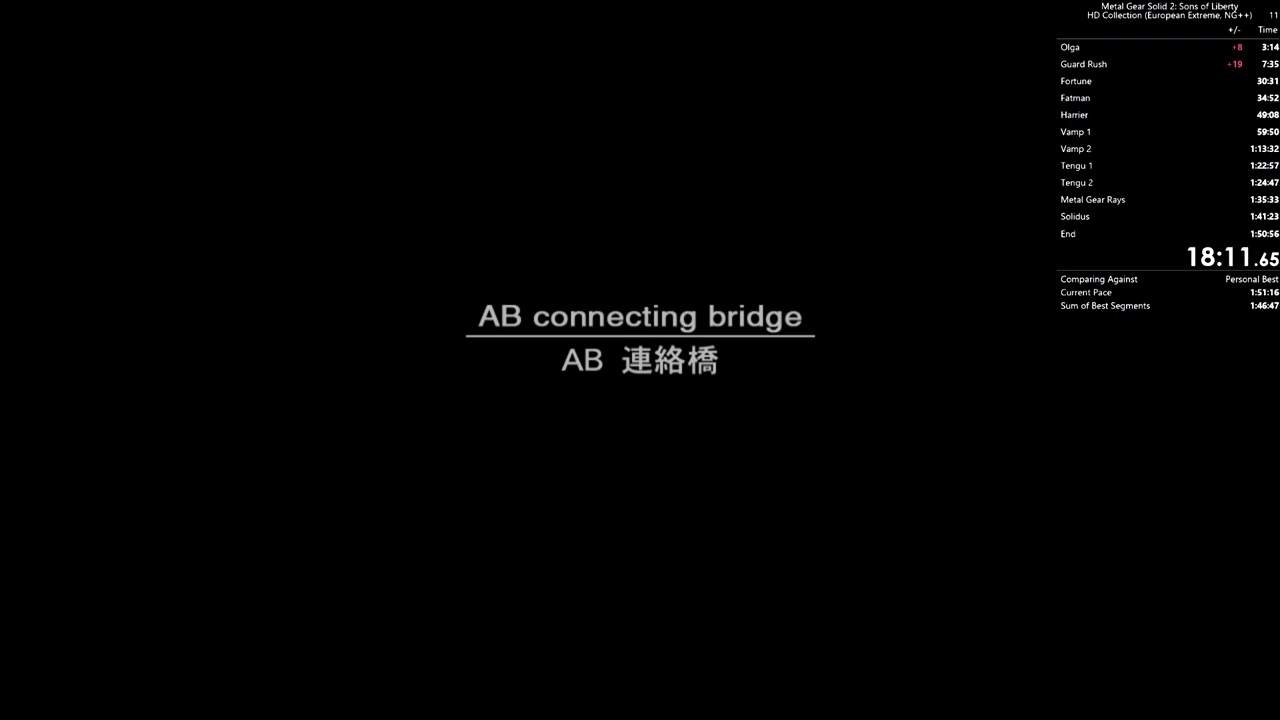 Metal Gear Solid 2: Sons of Liberty
HD Collection (European Extreme, NG++) 11
+/- Time
Olga +8 3:14
Guard Rush +19 7:35
Fortune 30:31
Fatman 34:52
Harrier 49:08
Vamp 1 59:50
Vamp 2 1:13:32
Tengu 1 1:22:57
Tengu 2 1:24:47
Metal Gear Rays 1:35:33
Solidus 1:41:23
End 1:50:56
18:11.65
Comparing Against Personal Best
Current Pace 1:51:16
Sum of Best Segments 1:46:47
AB connecting bridge
AB 連絡橋